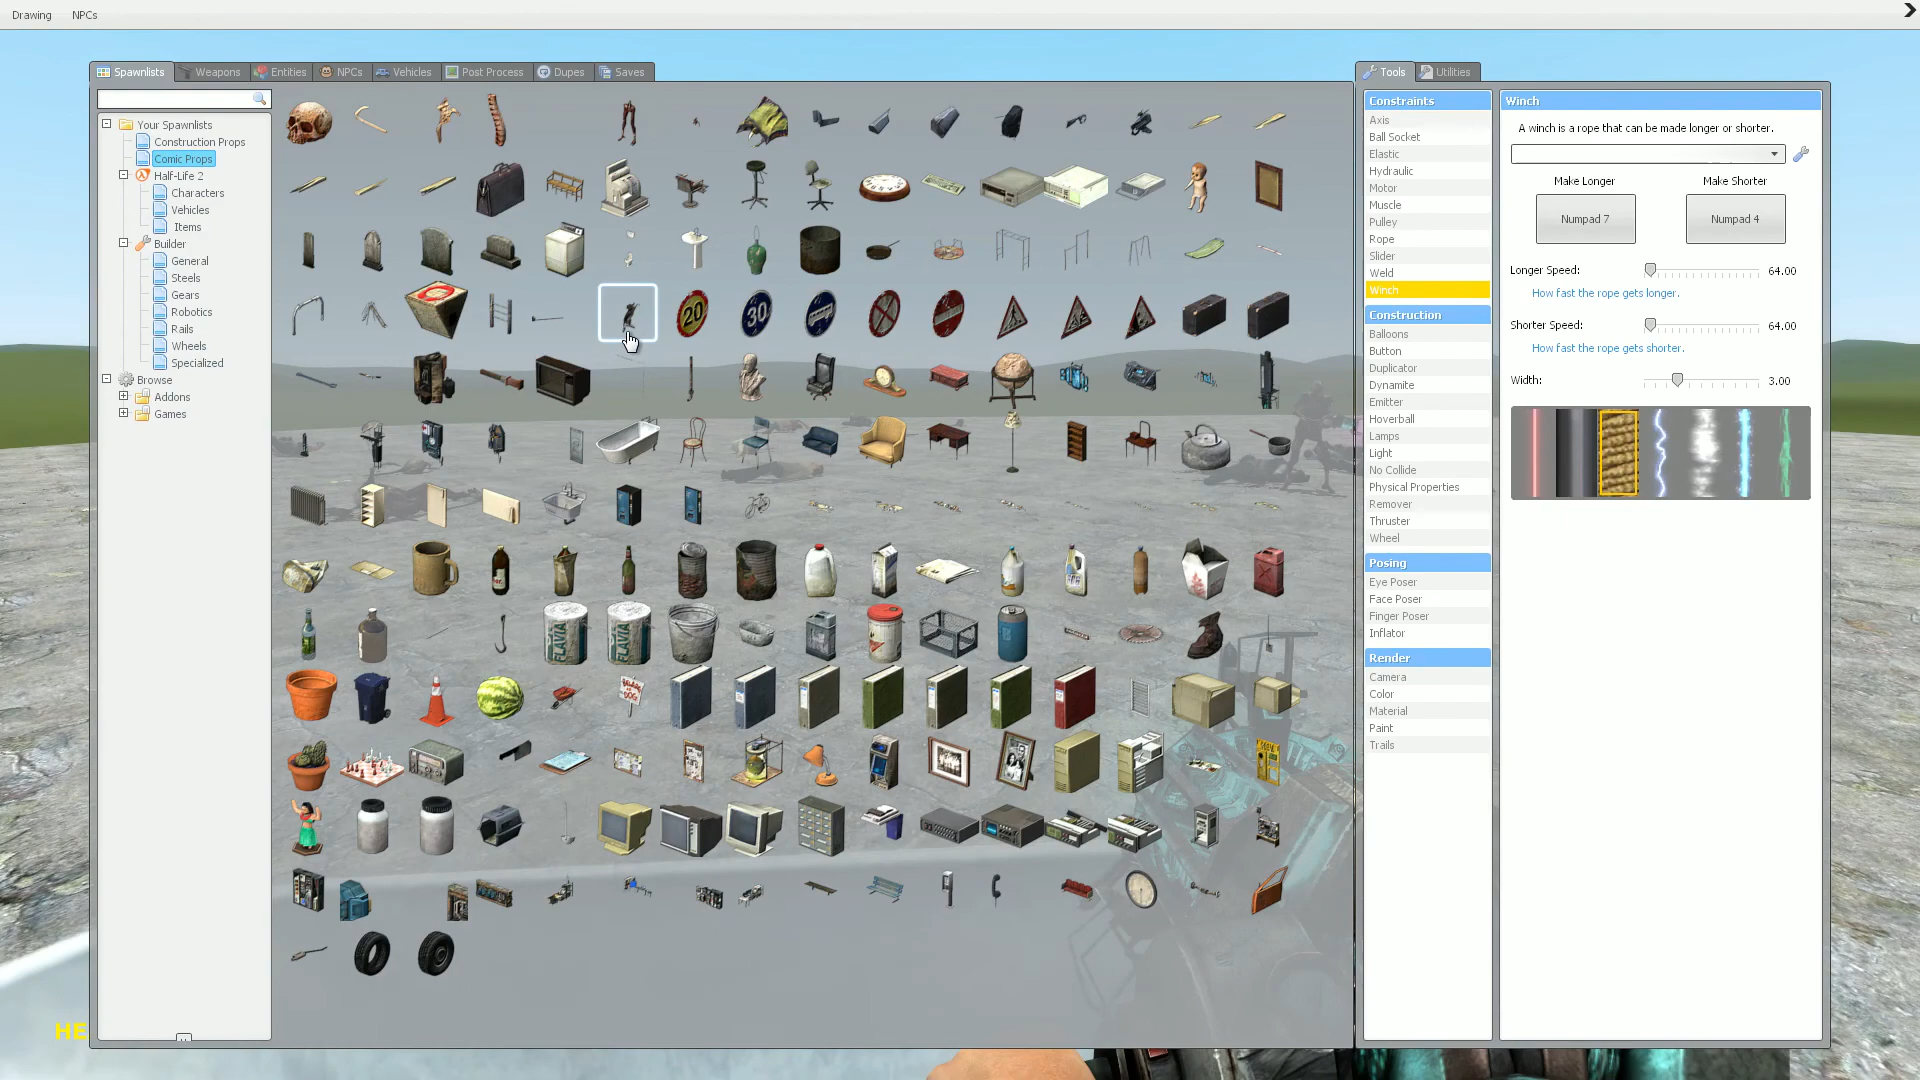 Drawing NPCs
Spawnlists Weapons Entities NPCs Vehicles Post Process Dupes Saves
Your Spawnlists
Construction Props
Comic Props
Half-Life 2
Characters
Vehicles
Items
Builder
General
Steels
Gears
Robotics
Rails
Wheels
Specialized
Browse
Addons
Games
20
30
FLAVIA
FLAVIA
HE
Tools Utilities
Constraints
Axis
Ball Socket
Elastic
Hydraulic
Motor
Muscle
Pulley
Rope
Slider
Weld
Winch
Construction
Balloons
Button
Duplicator
Dynamite
Emitter
Hoverball
Lamps
Light
No Collide
Physical Properties
Remover
Thruster
Wheel
Posing
Eye Poser
Face Poser
Finger Poser
Inflator
Render
Camera
Color
Material
Paint
Trails
Winch
A winch is a rope that can be made longer or shorter.
Make Longer Make Shorter
Numpad 7 Numpad 4
Longer Speed: 64.00
How fast the rope gets longer.
Shorter Speed: 64.00
How fast the rope gets shorter.
Width: 3.00